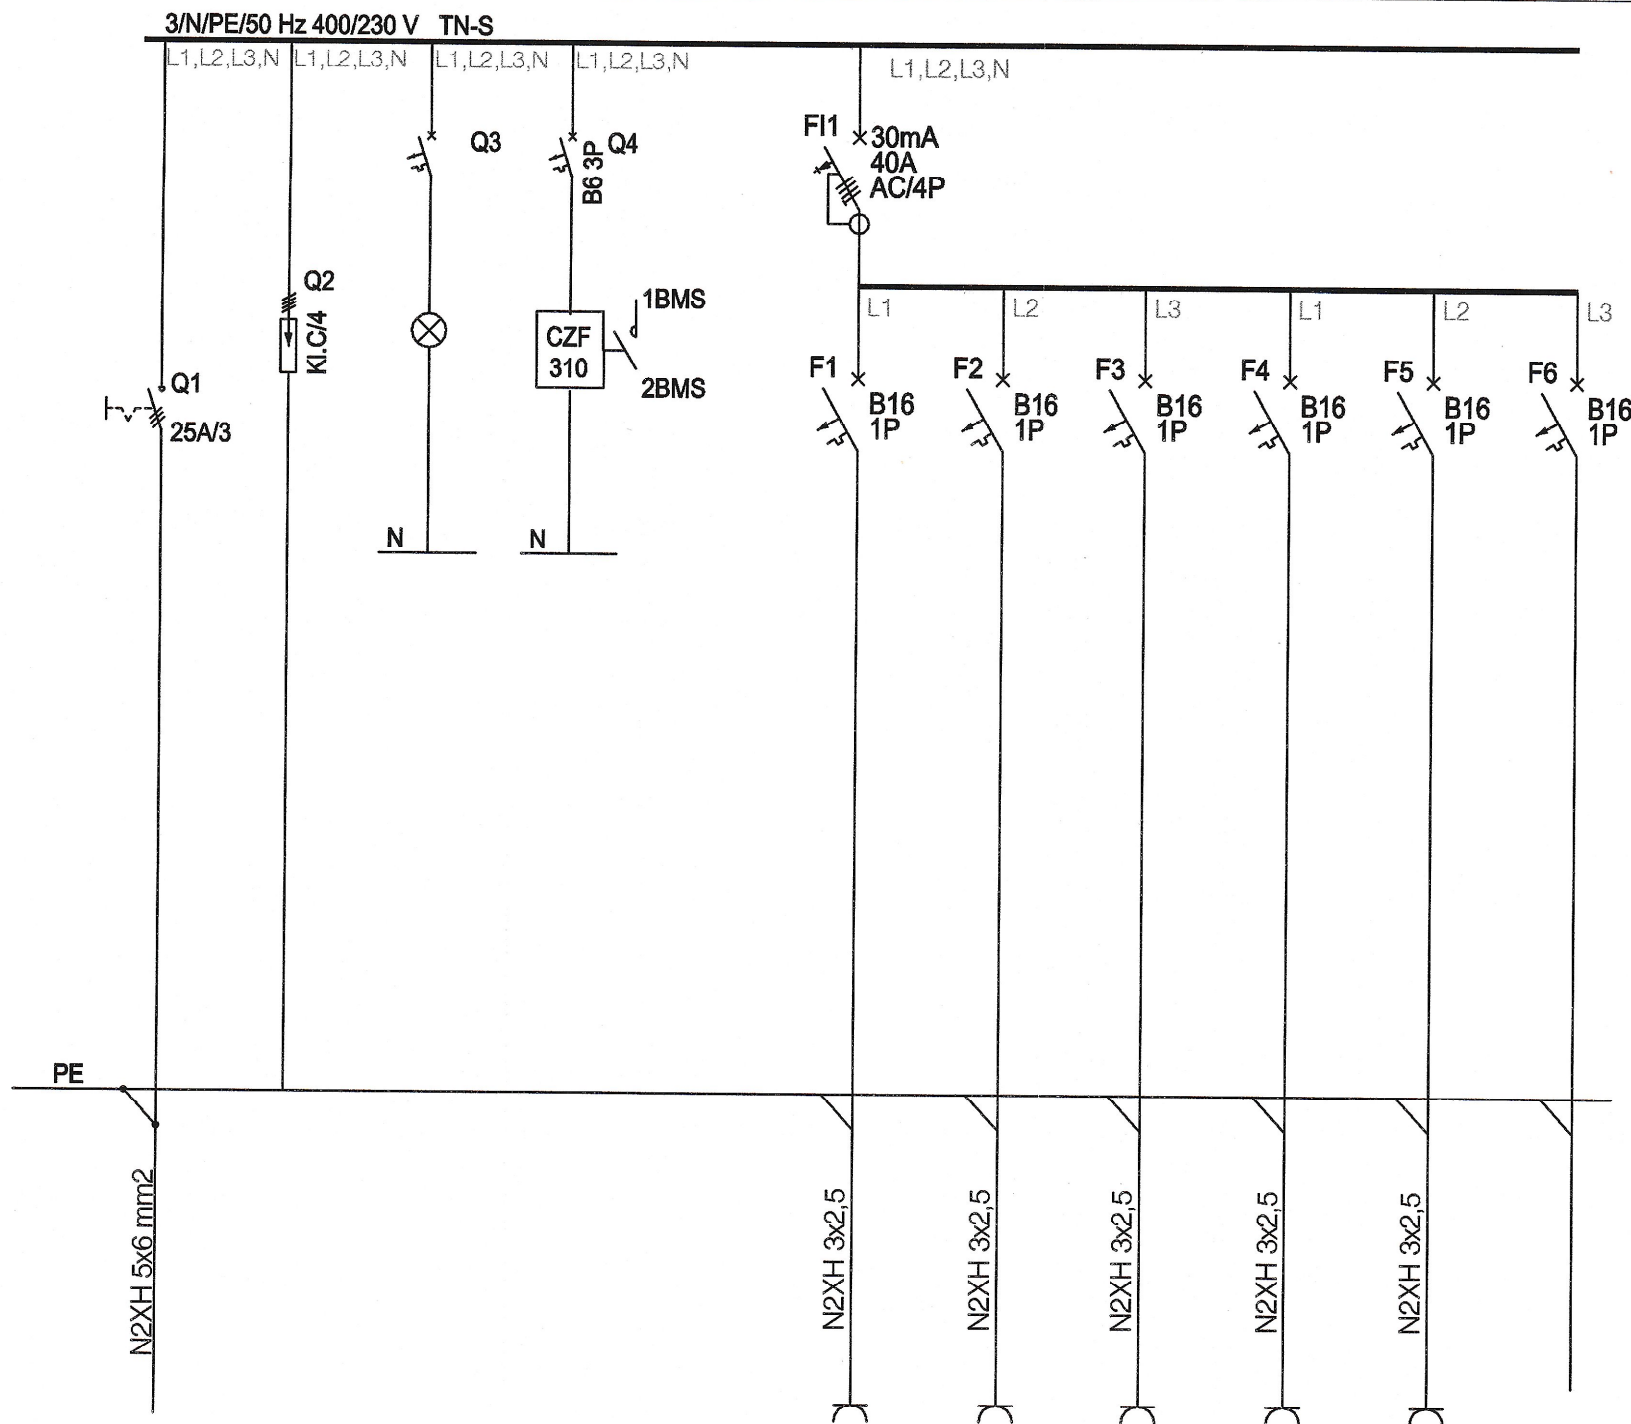 3/N/PE/50 Hz 400/230 V TN-S
L1,L2,L3,N
L1,L2,L3,N
L1,L2,L3,N
L1,L2,L3,N
L1,L2,L3,N
Q3
B6 3P
Q4
FI1
30mA
40A
AC/4P
Q2
KI.C/4
CZF
310
1BMS
2BMS
Q1
25A/3
N
N
L1
L2
L3
L1
L2
L3
F1
B16
1P
F2
B16
1P
F3
B16
1P
F4
B16
1P
F5
B16
1P
F6
B16
1P
PE
N2XH 5x6 mm2
N2XH 3x2,5
N2XH 3x2,5
N2XH 3x2,5
N2XH 3x2,5
N2XH 3x2,5